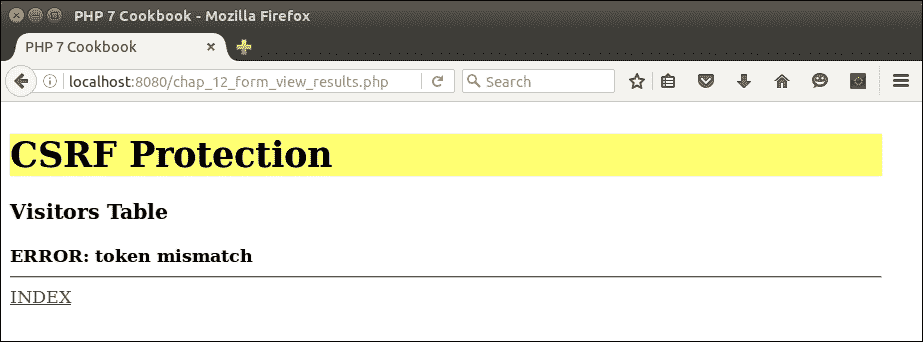 PHP 7 Cookbook - Mozilla Firefox
PHP 7 Cookbook
localhost:8080/chap_12_form_view_results.php
Search
CSRF Protection
Visitors Table
ERROR: token mismatch
INDEX